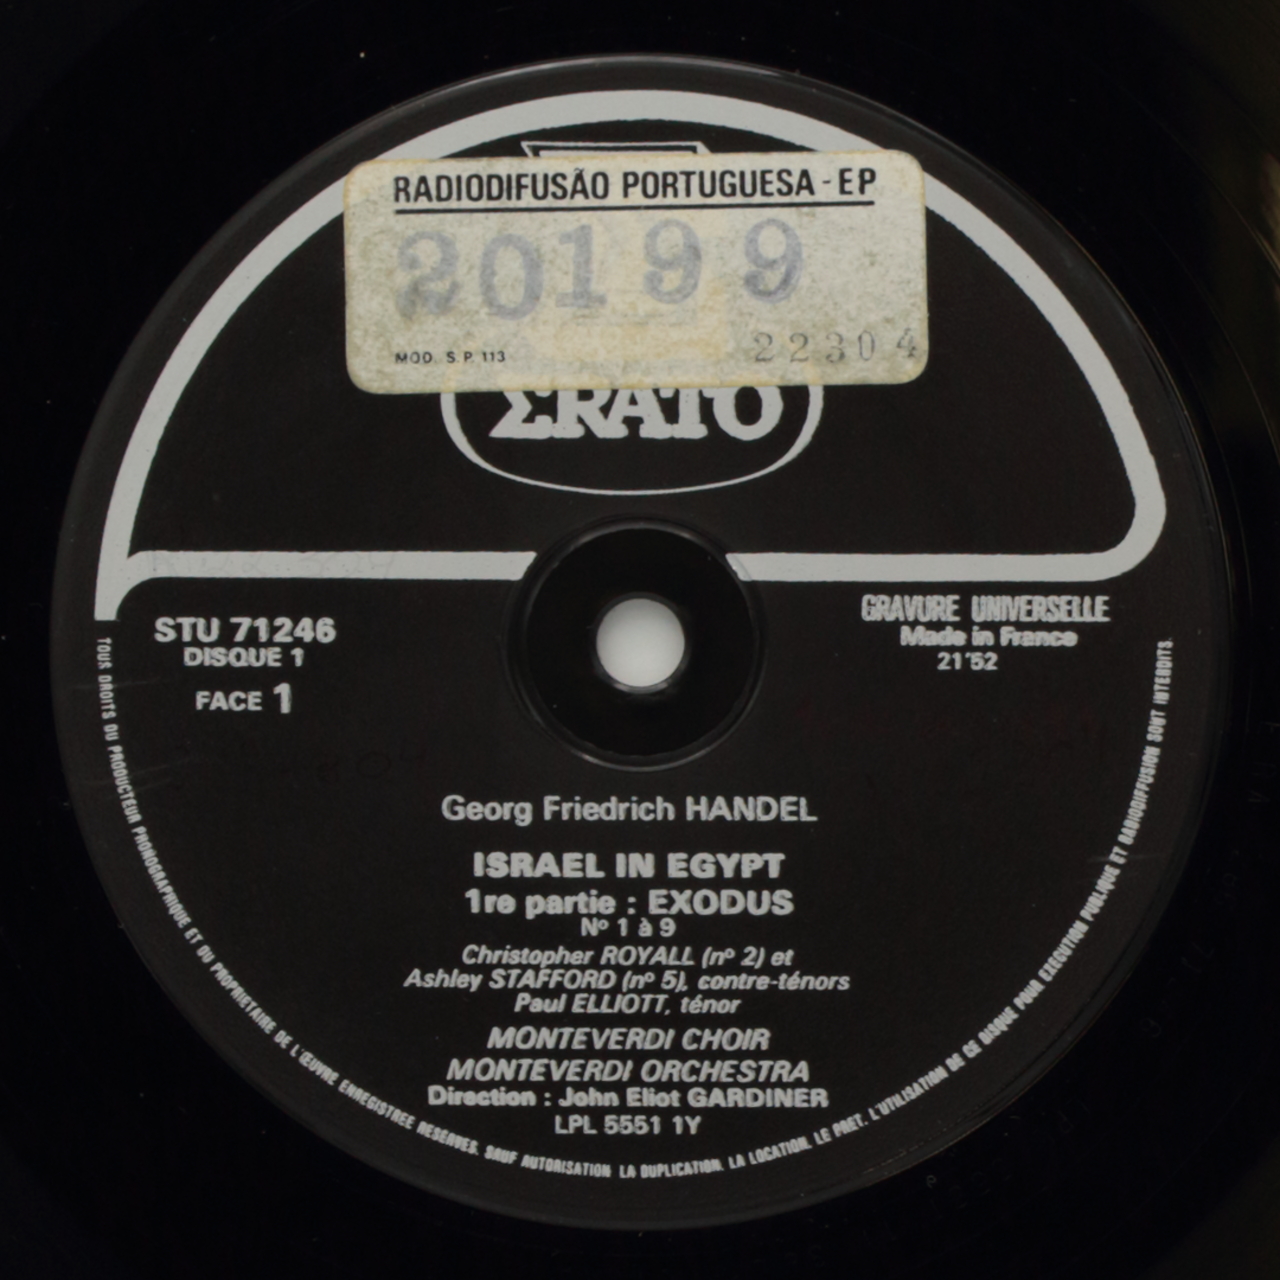 RADIODIFUSÃO PORTUGUESA - EP
20199
MOD. S.P. 113
22304
ΣRATO
STU 71246
DISQUE 1
FACE 1
GRAVURE UNIVERSELLE
Made in France
21'52
Georg Friedrich HANDEL
ISRAEL IN EGYPT
1re partie : EXODUS
Nº 1 à 9
Christopher ROYALL (nº 2) et
Ashley STAFFORD (nº 5), contre-ténors
Paul ELLIOTT, ténor
MONTEVERDI CHOIR
MONTEVERDI ORCHESTRA
Direction : John Eliot GARDINER
LPL 5551 1Y
TOUS DROITS DU PRODUCTEUR PHONOGRAPHIQUE ET DU PROPRIETAIRE DE L'ŒUVRE ENREGISTREE RESERVES. SAUF AUTORISATION LA DUPLICATION. LA LOCATION. LE PRET. L'UTILISATION DE CE DISQUE POUR EXECUTION PUBLIQUE ET RADIODIFFUSION SONT INTERDITS.